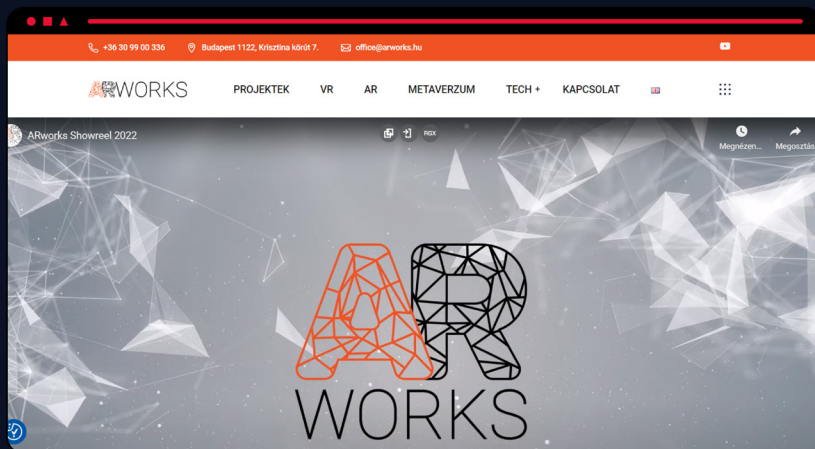 +36 30 99 00 336 Budapest 1122, Krisztina körút 7. office@arworks.hu
ARWORKS PROJEKTEK VR AR METAVERZUM TECH + KAPCSOLAT
ARworks Showreel 2022 RGX
Megnézen... Megosztás
AR
WORKS